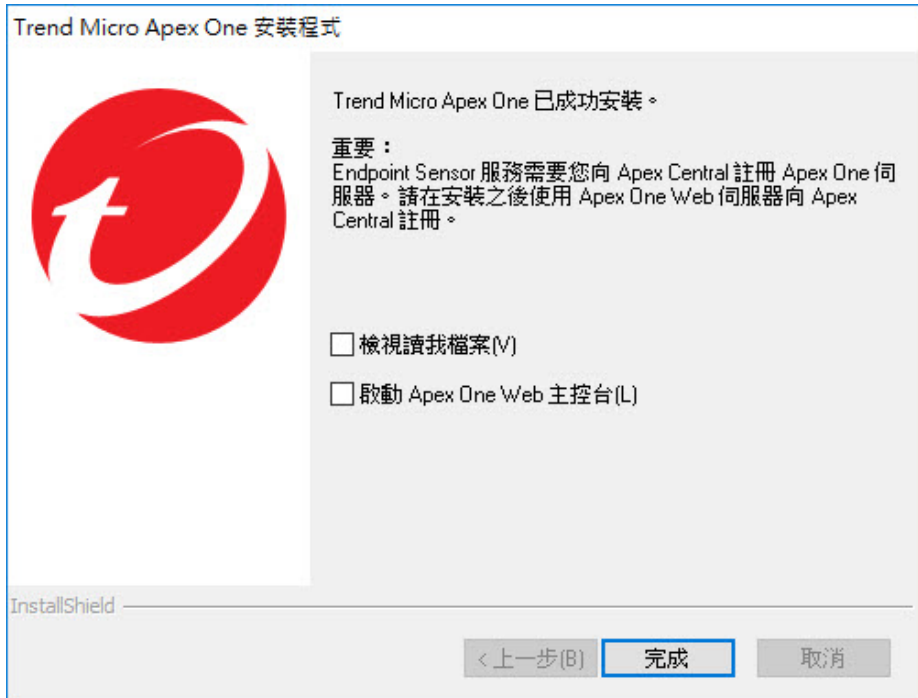 Trend Micro Apex One 安裝程式
Trend Micro Apex One 已成功安裝。
重要：
Endpoint Sensor 服務需要您向 Apex Central 註冊 Apex One 伺
服器。請在安裝之後使用 Apex One Web 伺服器向 Apex
Central 註冊。
檢視讀我檔案(V)
啟動 Apex One Web 主控台(L)
InstallShield
< 上一步(B)
完成
取消